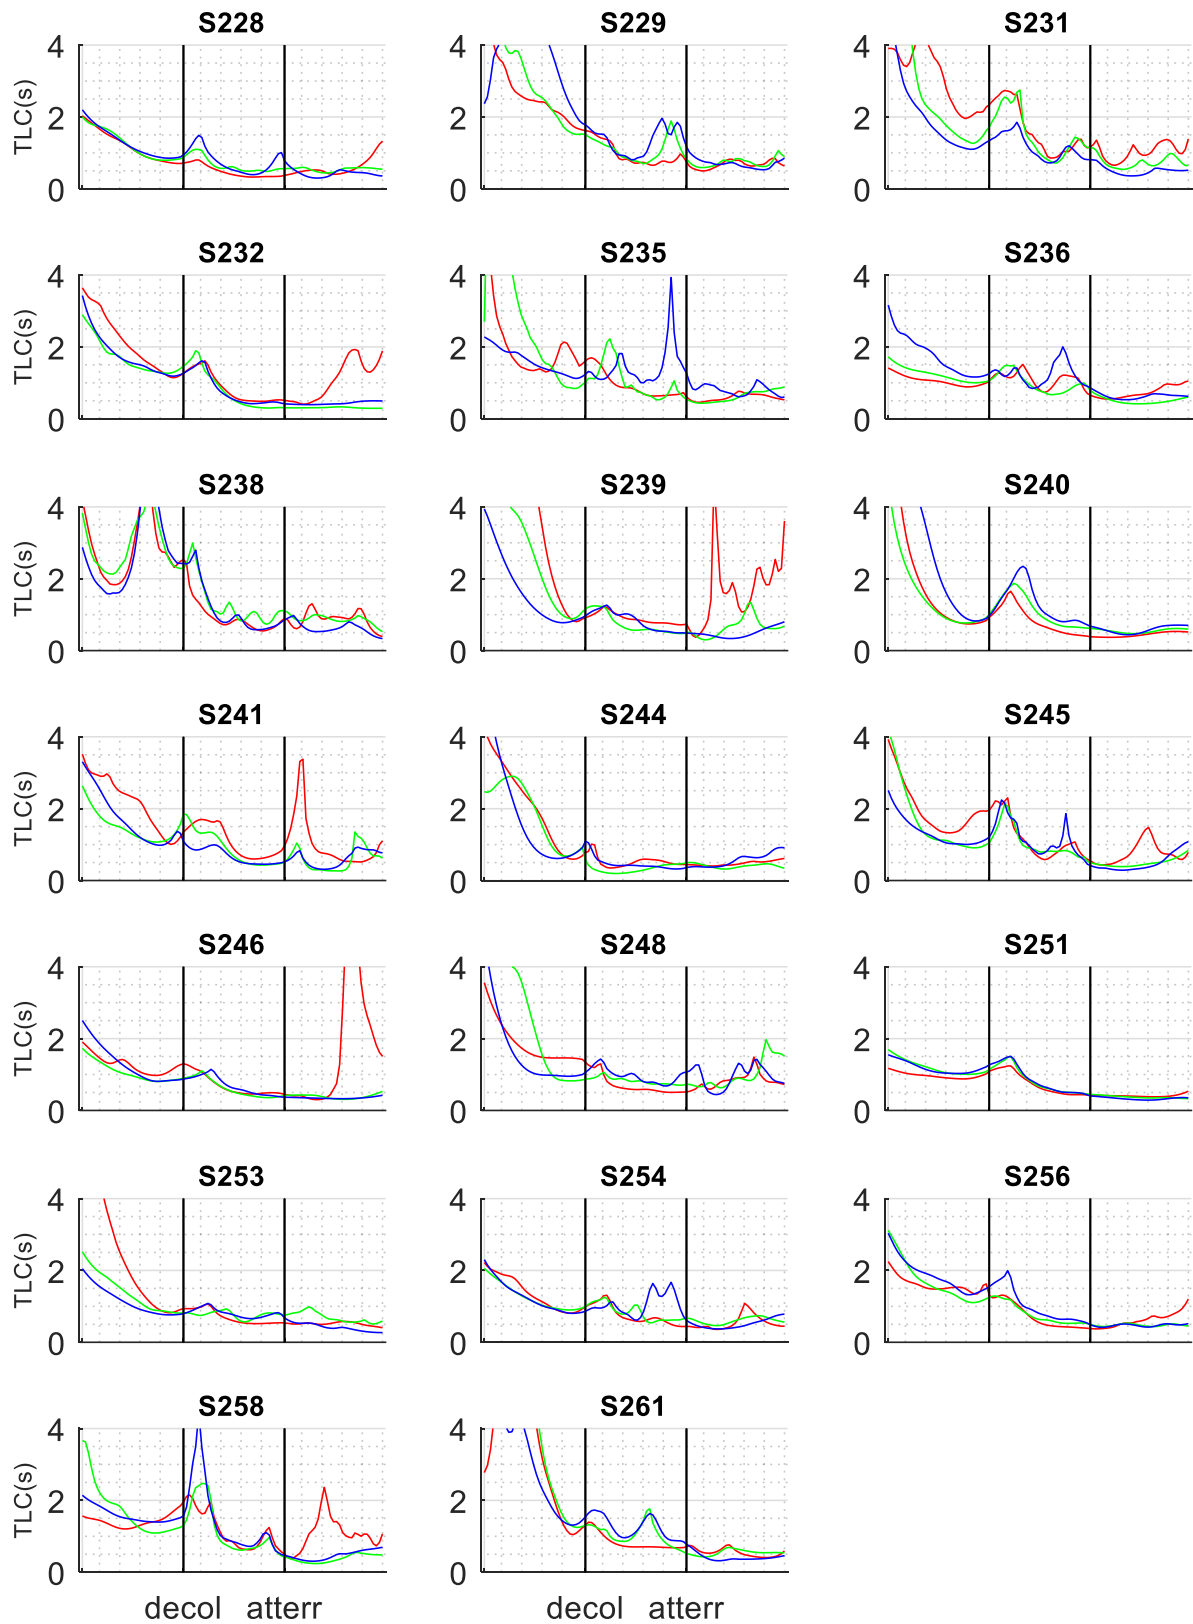 S228 S229 S231
4 4 4
TLC(s)
2 2 2
0 0 0
S232 S235 S236
4 4 4
TLC(s)
2 2 2
0 0 0
S238 S239 S240
4 4 4
TLC(s)
2 2 2
0 0 0
S241 S244 S245
4 4 4
TLC(s)
2 2 2
0 0 0
S246 S248 S251
4 4 4
TLC(s)
2 2 2
0 0 0
S253 S254 S256
4 4 4
TLC(s)
2 2 2
0 0 0
S258 S261
4 4
TLC(s)
2 2
0 0
decol atterr decol atterr